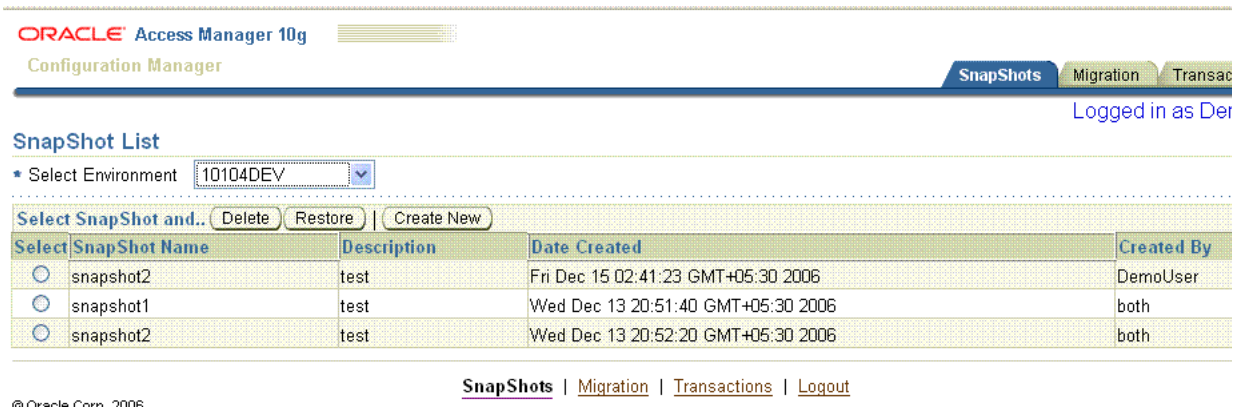 ORACLE Access Manager 10g
Configuration Manager
SnapShots Migration Transac
Logged in as Der
SnapShot List
* Select Environment 10104DEV
Select SnapShot and.. Delete Restore | Create New
Select SnapShot Name Description Date Created Created By
snapshot2 test Fri Dec 15 02:41:23 GMT+05:30 2006 DemoUser
snapshot1 test Wed Dec 13 20:51:40 GMT+05:30 2006 both
snapshot2 test Wed Dec 13 20:52:20 GMT+05:30 2006 both
SnapShots | Migration | Transactions | Logout
© Oracle Corp, 2006